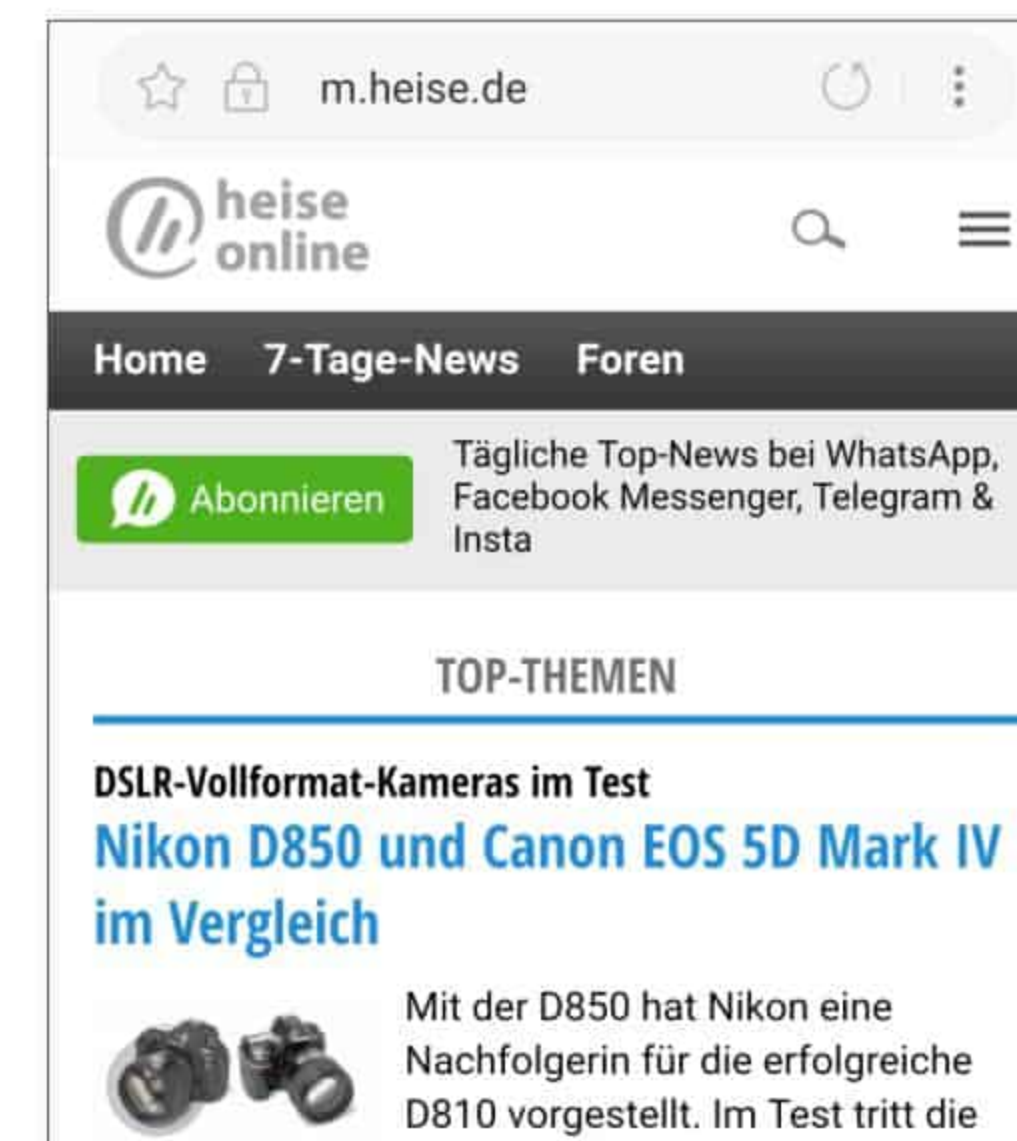 m.heise.de
heise
online
Home 7-Tage-News Foren
Abonnieren
Tägliche Top-News bei WhatsApp,
Facebook Messenger, Telegram &
Insta
TOP-THEMEN
DSLR-Vollformat-Kameras im Test
Nikon D850 und Canon EOS 5D Mark IV
im Vergleich
Mit der D850 hat Nikon eine
Nachfolgerin für die erfolgreiche
D810 vorgestellt. Im Test tritt die